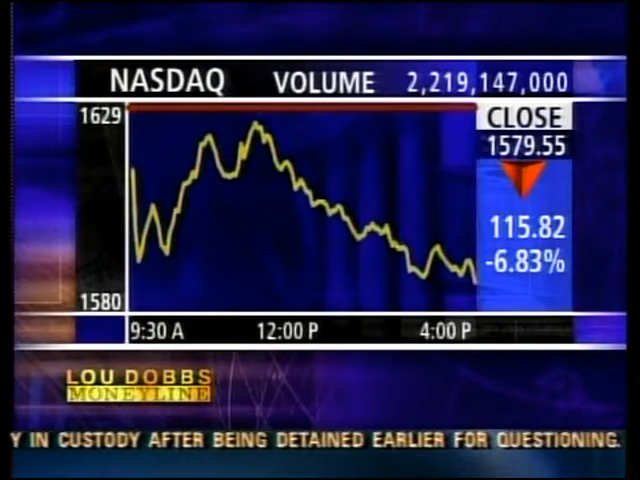 NASDAQ VOLUME 2,219,147,000
1629
CLOSE
1579.55
115.82
-6.83%
1580
9:30 A 12:00 P 4:00 P
LOU DOBBS
MONEYLINE
Y IN CUSTODY AFTER BEING DETAINED EARLIER FOR QUESTIONING.